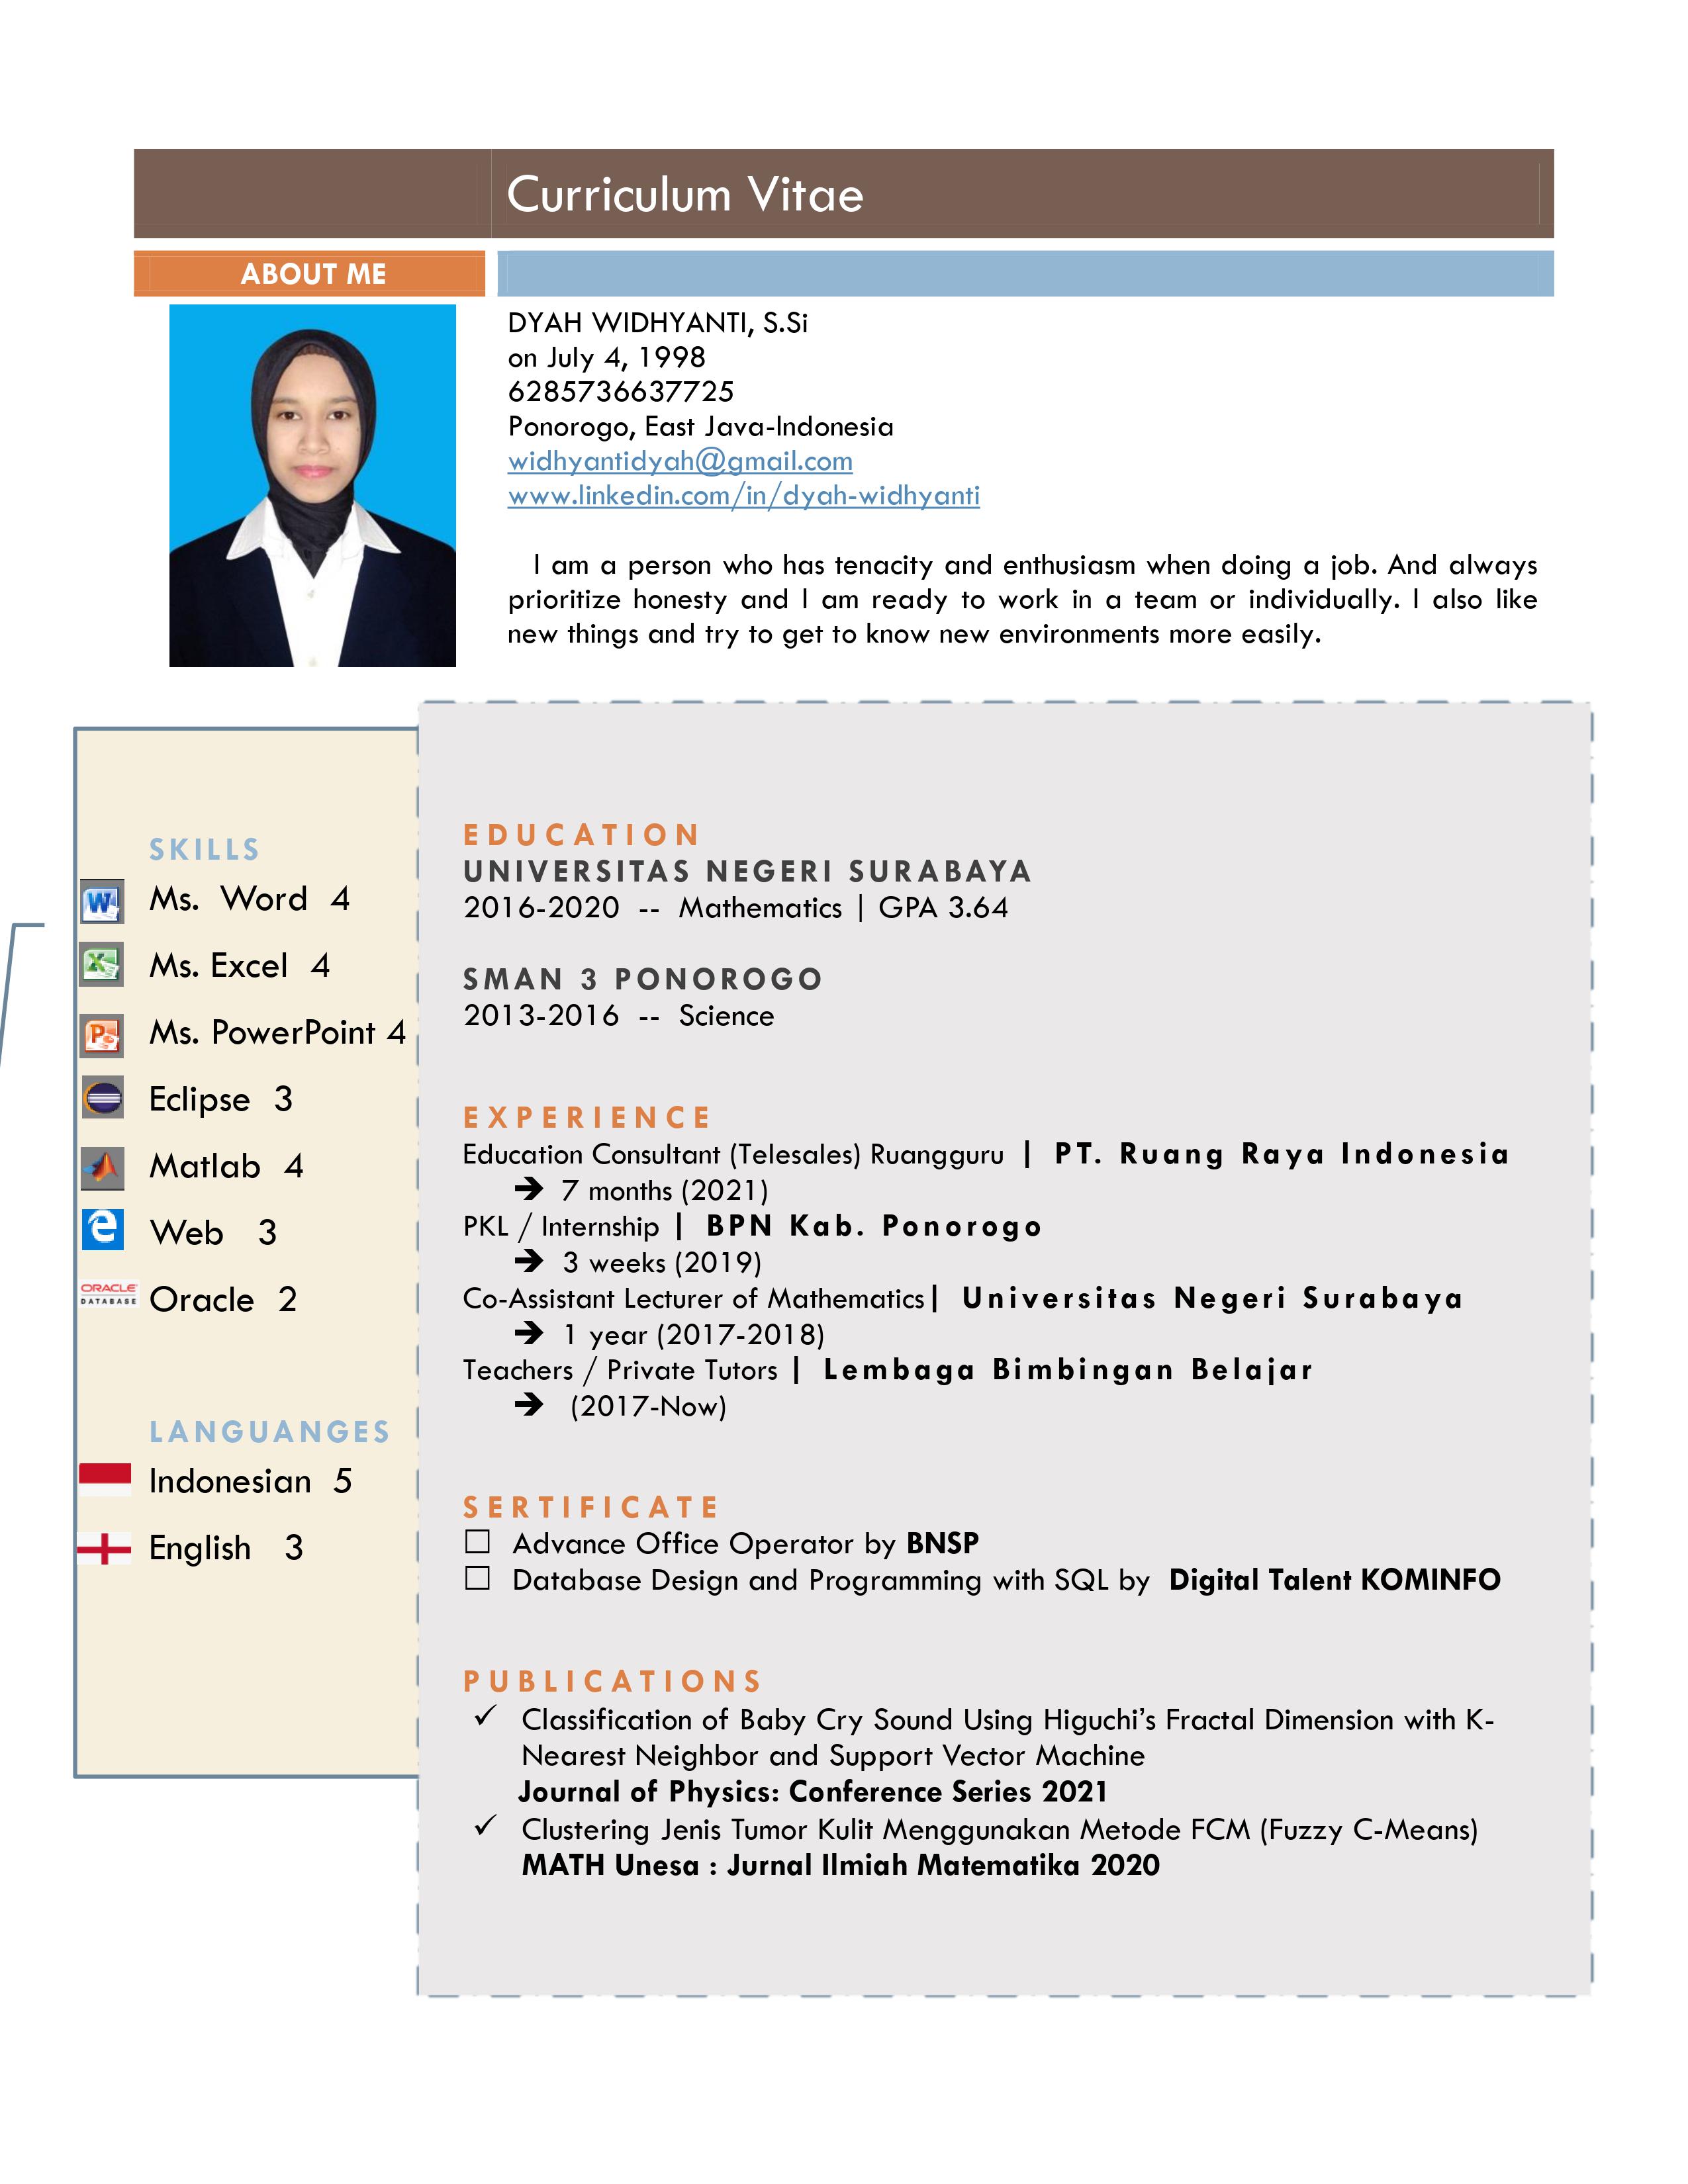 Curriculum Vitae
ABOUT ME
DYAH WIDHYANTI, S.Si
on July 4, 1998
6285736637725
Ponorogo, East Java-Indonesia
widhyantidyah@gmail.com
www.linkedin.com/in/dyah-widhyanti
I am a person who has tenacity and enthusiasm when doing a job. And always
prioritize honesty and I am ready to work in a team or individually. I also like
new things and try to get to know new environments more easily.
SKILLS
Ms. Word 4
Ms. Excel 4
Ms. PowerPoint 4
Eclipse 3
Matlab 4
Web 3
ORACLE
DATABASE
Oracle 2
LANGUANGES
Indonesian 5
English 3
EDUCATION
UNIVERSITAS NEGERI SURABAYA
2016-2020 -- Mathematics | GPA 3.64
SMAN 3 PONOROGO
2013-2016 -- Science
EXPERIENCE
Education Consultant (Telesales) Ruangguru | PT. Ruang Raya Indonesia
➔ 7 months (2021)
PKL / Internship | BPN Kab. Ponorogo
➔ 3 weeks (2019)
Co-Assistant Lecturer of Mathematics| Universitas Negeri Surabaya
➔ 1 year (2017-2018)
Teachers / Private Tutors | Lembaga Bimbingan Belajar
➔ (2017-Now)
SERTIFICATE
☐ Advance Office Operator by BNSP
☐ Database Design and Programming with SQL by Digital Talent KOMINFO
PUBLICATIONS
✓ Classification of Baby Cry Sound Using Higuchi’s Fractal Dimension with K-
Nearest Neighbor and Support Vector Machine
Journal of Physics: Conference Series 2021
✓ Clustering Jenis Tumor Kulit Menggunakan Metode FCM (Fuzzy C-Means)
MATH Unesa : Jurnal Ilmiah Matematika 2020